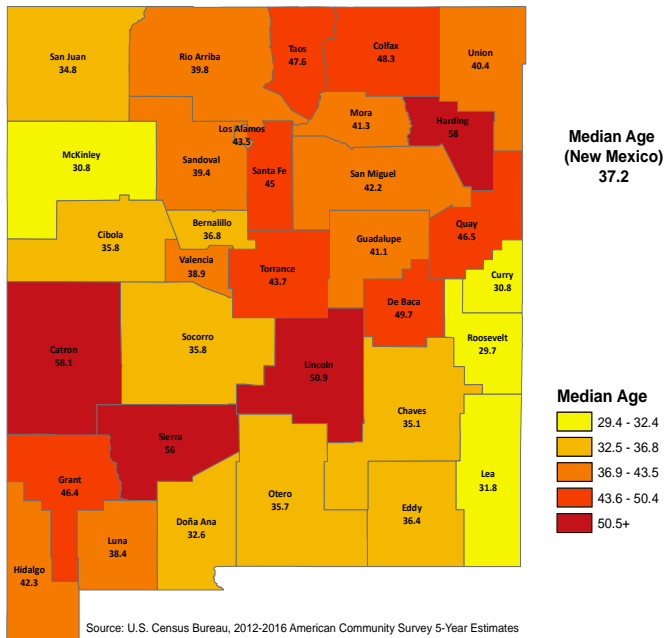 San Juan
34.8
Rio Arriba
39.8
Taos
47.6
Colfax
48.3
Union
40.4
Mora
41.3
Harding
58
Los Alamos
43.5
McKinley
30.8
Sandoval
39.4
Santa Fe
45
San Miguel
42.2
Quay
46.5
Bernalillo
36.8
Cibola
35.8
Valencia
38.9
Torrance
43.7
Guadalupe
41.1
Curry
30.8
De Baca
49.7
Roosevelt
29.7
Catron
58.1
Socorro
35.8
Lincoln
50.9
Chaves
35.1
Sierra
56
Grant
46.4
Otero
35.7
Lea
31.8
Eddy
36.4
Doña Ana
32.6
Luna
38.4
Hidalgo
42.3
Median Age
(New Mexico)
37.2
Median Age
29.4 - 32.4
32.5 - 36.8
36.9 - 43.5
43.6 - 50.4
50.5+
Source: U.S. Census Bureau, 2012-2016 American Community Survey 5-Year Estimates